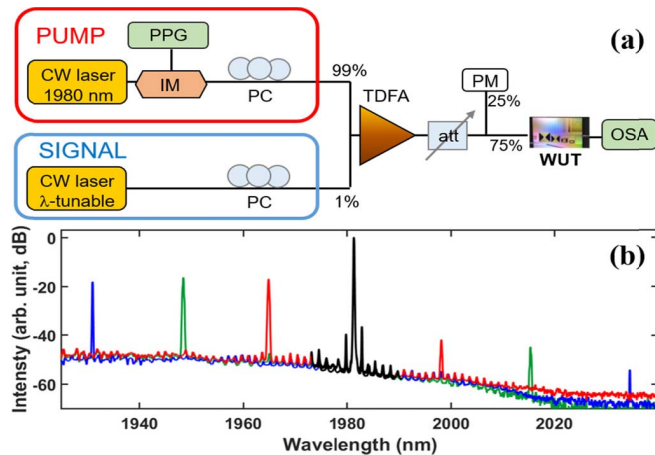 (a)
PUMP
PPG
CW laser
1980 nm
IM
PC
99%
TDFA
PM
25%
att
75%
WUT
OSA
SIGNAL
CW laser
λ-tunable
PC
1%
(b)
Intensty (arb. unit, dB)
0
-20
-40
-60
1940
1960
1980
2000
2020
Wavelength (nm)